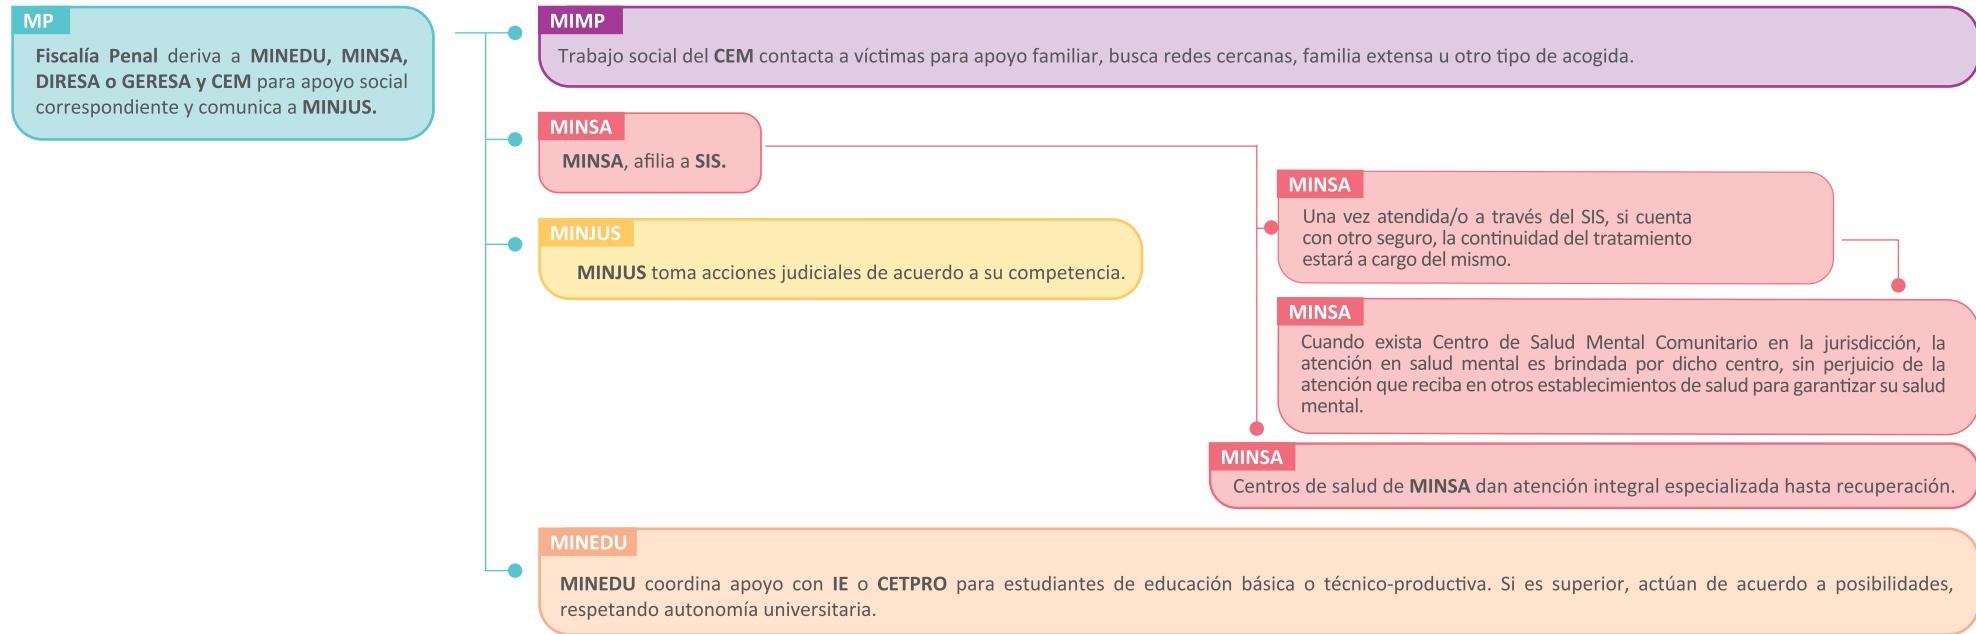 MP
Fiscalía Penal deriva a MINEDU, MINSA,
DIRESA o GERESA y CEM para apoyo social
correspondiente y comunica a MINJUS.
MIMP
Trabajo social del CEM contacta a víctimas para apoyo familiar, busca redes cercanas, familia extensa u otro tipo de acogida.
MINSA
MINSA, afilia a SIS.
MINSA
Una vez atendida/o a través del SIS, si cuenta
con otro seguro, la continuidad del tratamiento
estará a cargo del mismo.
MINSA
Cuando exista Centro de Salud Mental Comunitario en la jurisdicción, la
atención en salud mental es brindada por dicho centro, sin perjuicio de la
atención que reciba en otros establecimientos de salud para garantizar su salud
mental.
MINSA
Centros de salud de MINSA dan atención integral especializada hasta recuperación.
MINJUS
MINJUS toma acciones judiciales de acuerdo a su competencia.
MINEDU
MINEDU coordina apoyo con IE o CETPRO para estudiantes de educación básica o técnico-productiva. Si es superior, actúan de acuerdo a posibilidades,
respetando autonomía universitaria.